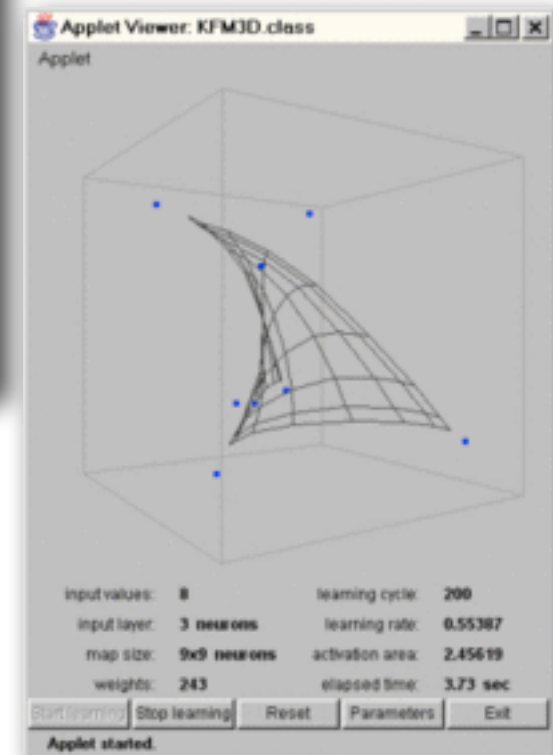 Applet Viewer: KFM3D.class
Applet
input values: 8 learning cycle: 200
input layer: 3 neurons learning rate: 0.55387
map size: 9x9 neurons activation area: 2.45619
weights: 243 elapsed time: 3.73 sec
Start learning Stop learning Reset Parameters Exit
Applet started.